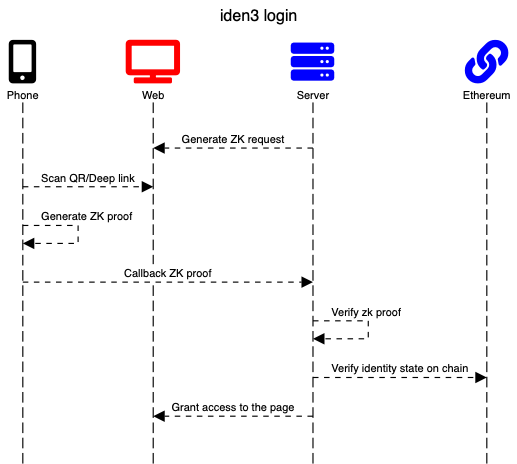 iden3 login
Phone
Web
Server
Ethereum
Generate ZK request
Scan QR/Deep link
Generate ZK proof
Callback ZK proof
Verify zk proof
Verify identity state on chain
Grant access to the page